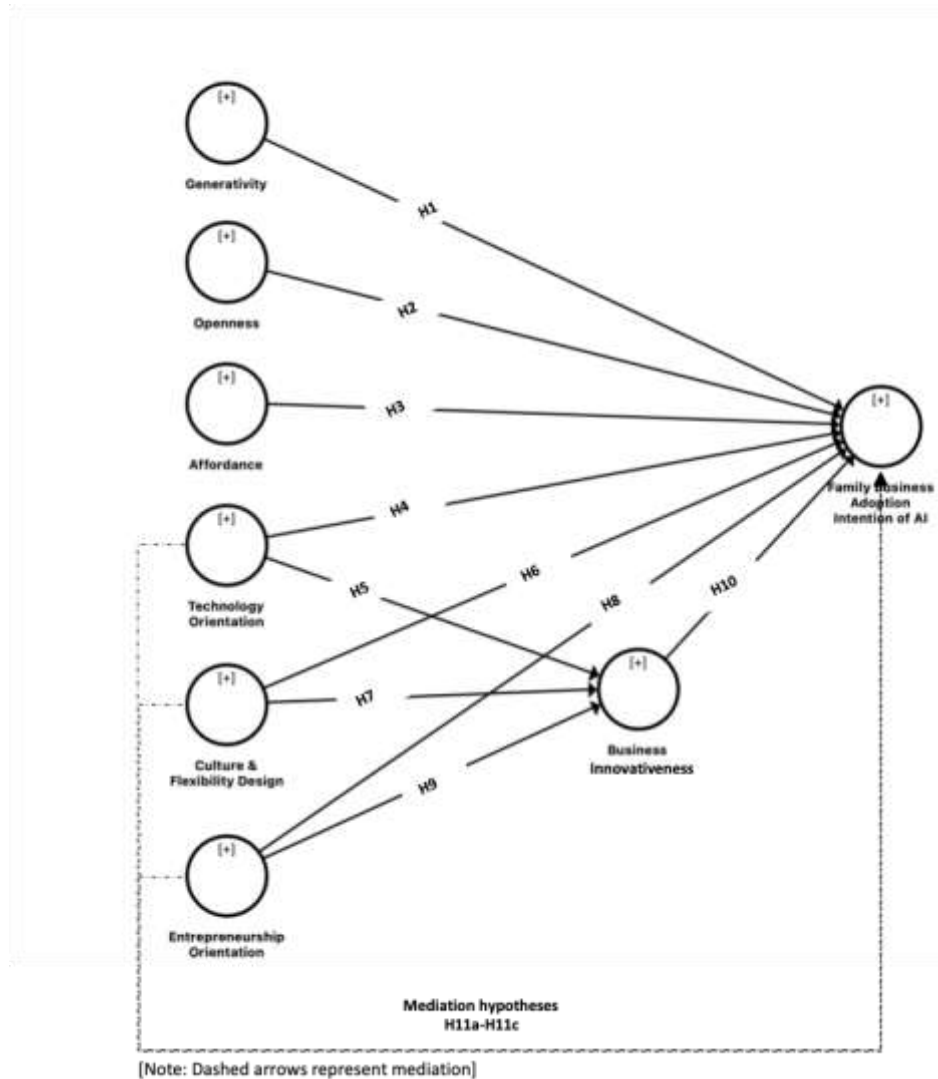 [+]
Generativity
H1
[+]
Openness
H2
[+]
Affordance
H3
[+]
Family Business
Adoption
Intention of AI
[+]
Technology
Orientation
H4
H5
[+]
Culture &
Flexibility Design
H6
H7
H8
H10
[+]
Business
Innovativeness
[+]
Entrepreneurship
Orientation
H9
Mediation hypotheses
H11a-H11c
[Note: Dashed arrows represent mediation]